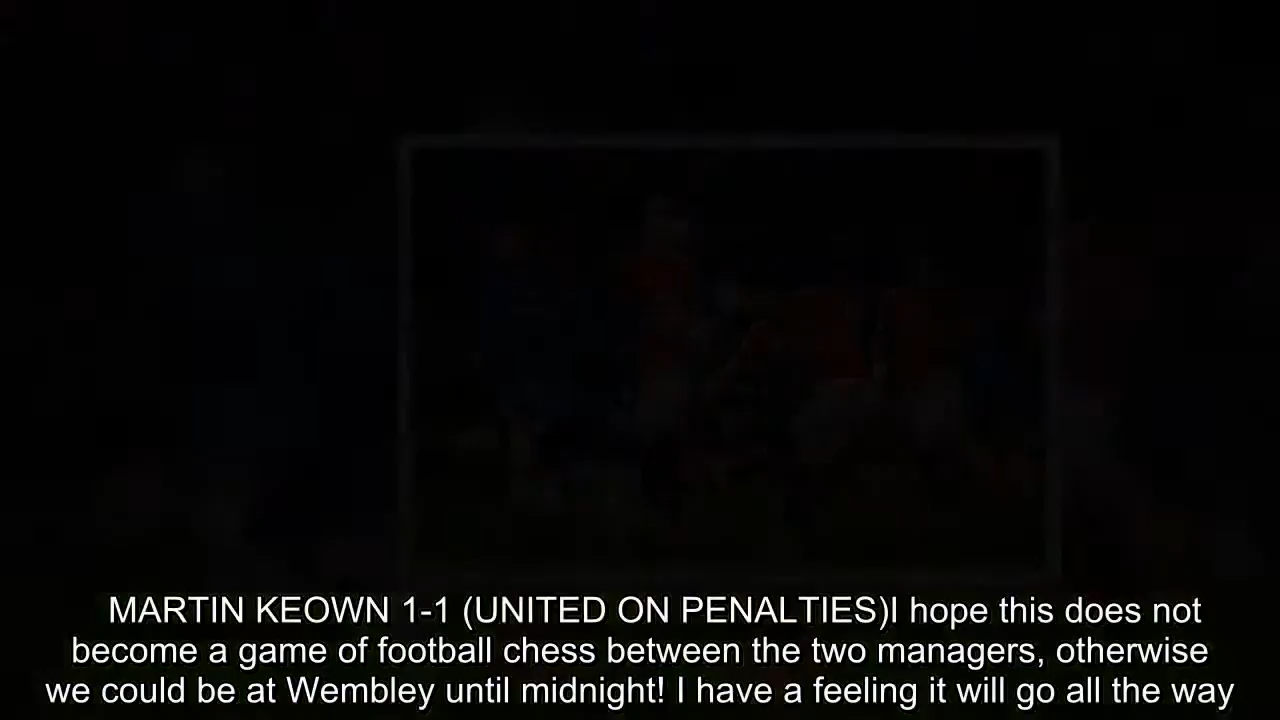 MARTIN KEOWN 1-1 (UNITED ON PENALTIES)I hope this does not
become a game of football chess between the two managers, otherwise
we could be at Wembley until midnight! I have a feeling it will go all the way